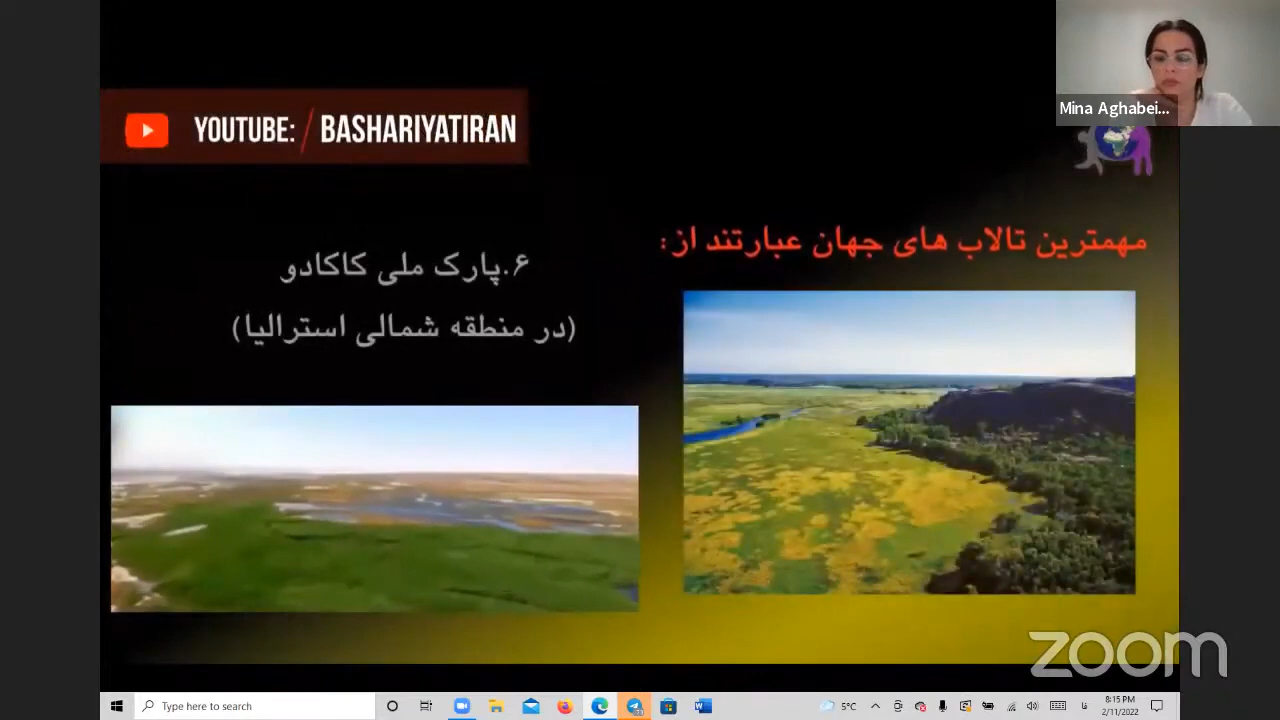 YOUTUBE: / BASHARIYATIRAN
Mina Aghabei...
مهمترین تالاب های جهان عبارتند از:
۶.پارک ملی کاکادو
(در منطقه شمالی استرالیا)
zoom
Type here to search
5°C
فا
8:15 PM
2/11/2022